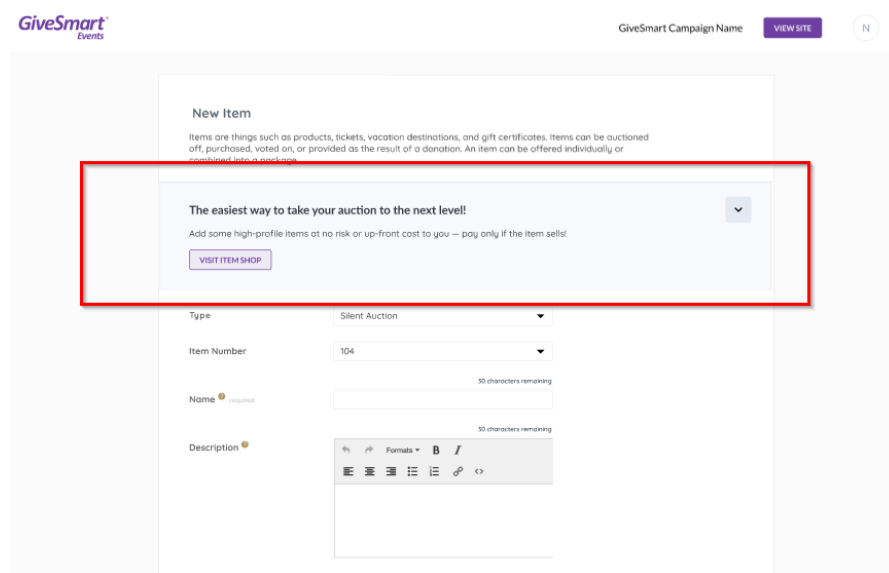 GiveSmart
Events
GiveSmart Campaign Name
VIEW SITE
N
New Item
Items are things such as products, tickets, vacation destinations, and gift certificates. Items can be auctioned
off, purchased, voted on, or provided as the result of a donation. An item can be offered individually or
combined into a package.
The easiest way to take your auction to the next level!
Add some high-profile items at no risk or up-front cost to you — pay only if the item sells!
VISIT ITEM SHOP
Type
Silent Auction
Item Number
104
50 characters remaining
Name
required
50 characters remaining
Description
Formats
B
I